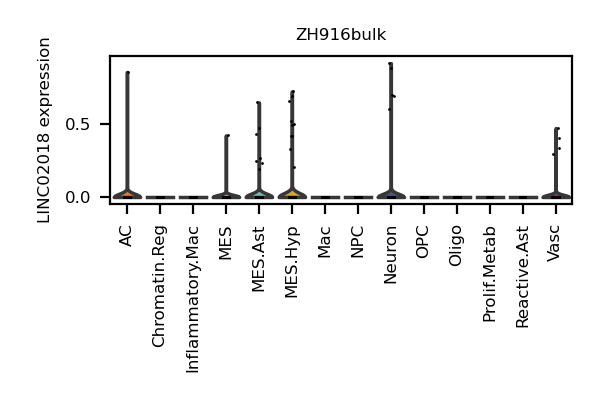 ZH916bulk
LINC02018 expression
0.5
0.0
AC
Chromatin.Reg
Inflammatory.Mac
MES
MES.Ast
MES.Hyp
Mac
NPC
Neuron
OPC
Oligo
Prolif.Metab
Reactive.Ast
Vasc